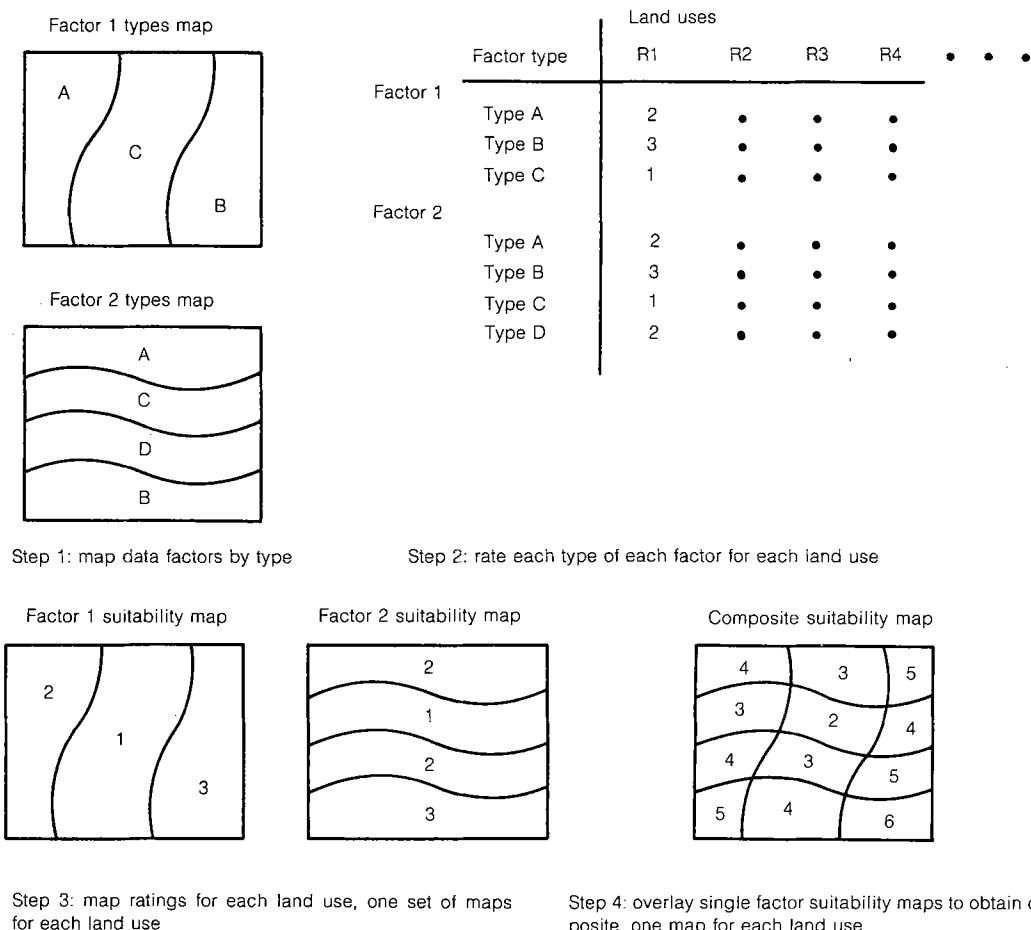 Factor 1 types map
A
C
B
Factor 2 types map
A
C
D
B
Step 1: map data factors by type
Land uses
Factor type R1 R2 R3 R4 • • •
Factor 1
Type A 2 • • •
Type B 3 • • •
Type C 1 • • •
Factor 2
Type A 2 • • •
Type B 3 • • •
Type C 1 • • •
Type D 2 • • •
Step 2: rate each type of each factor for each land use
Factor 1 suitability map
2
1
3
Factor 2 suitability map
2
1
2
3
Step 3: map ratings for each land use, one set of maps
for each land use
Composite suitability map
4 3 5
3 2 4
4 3 5
5 4 6
Step 4: overlay single factor suitability maps to obtain
posite, one map for each land use